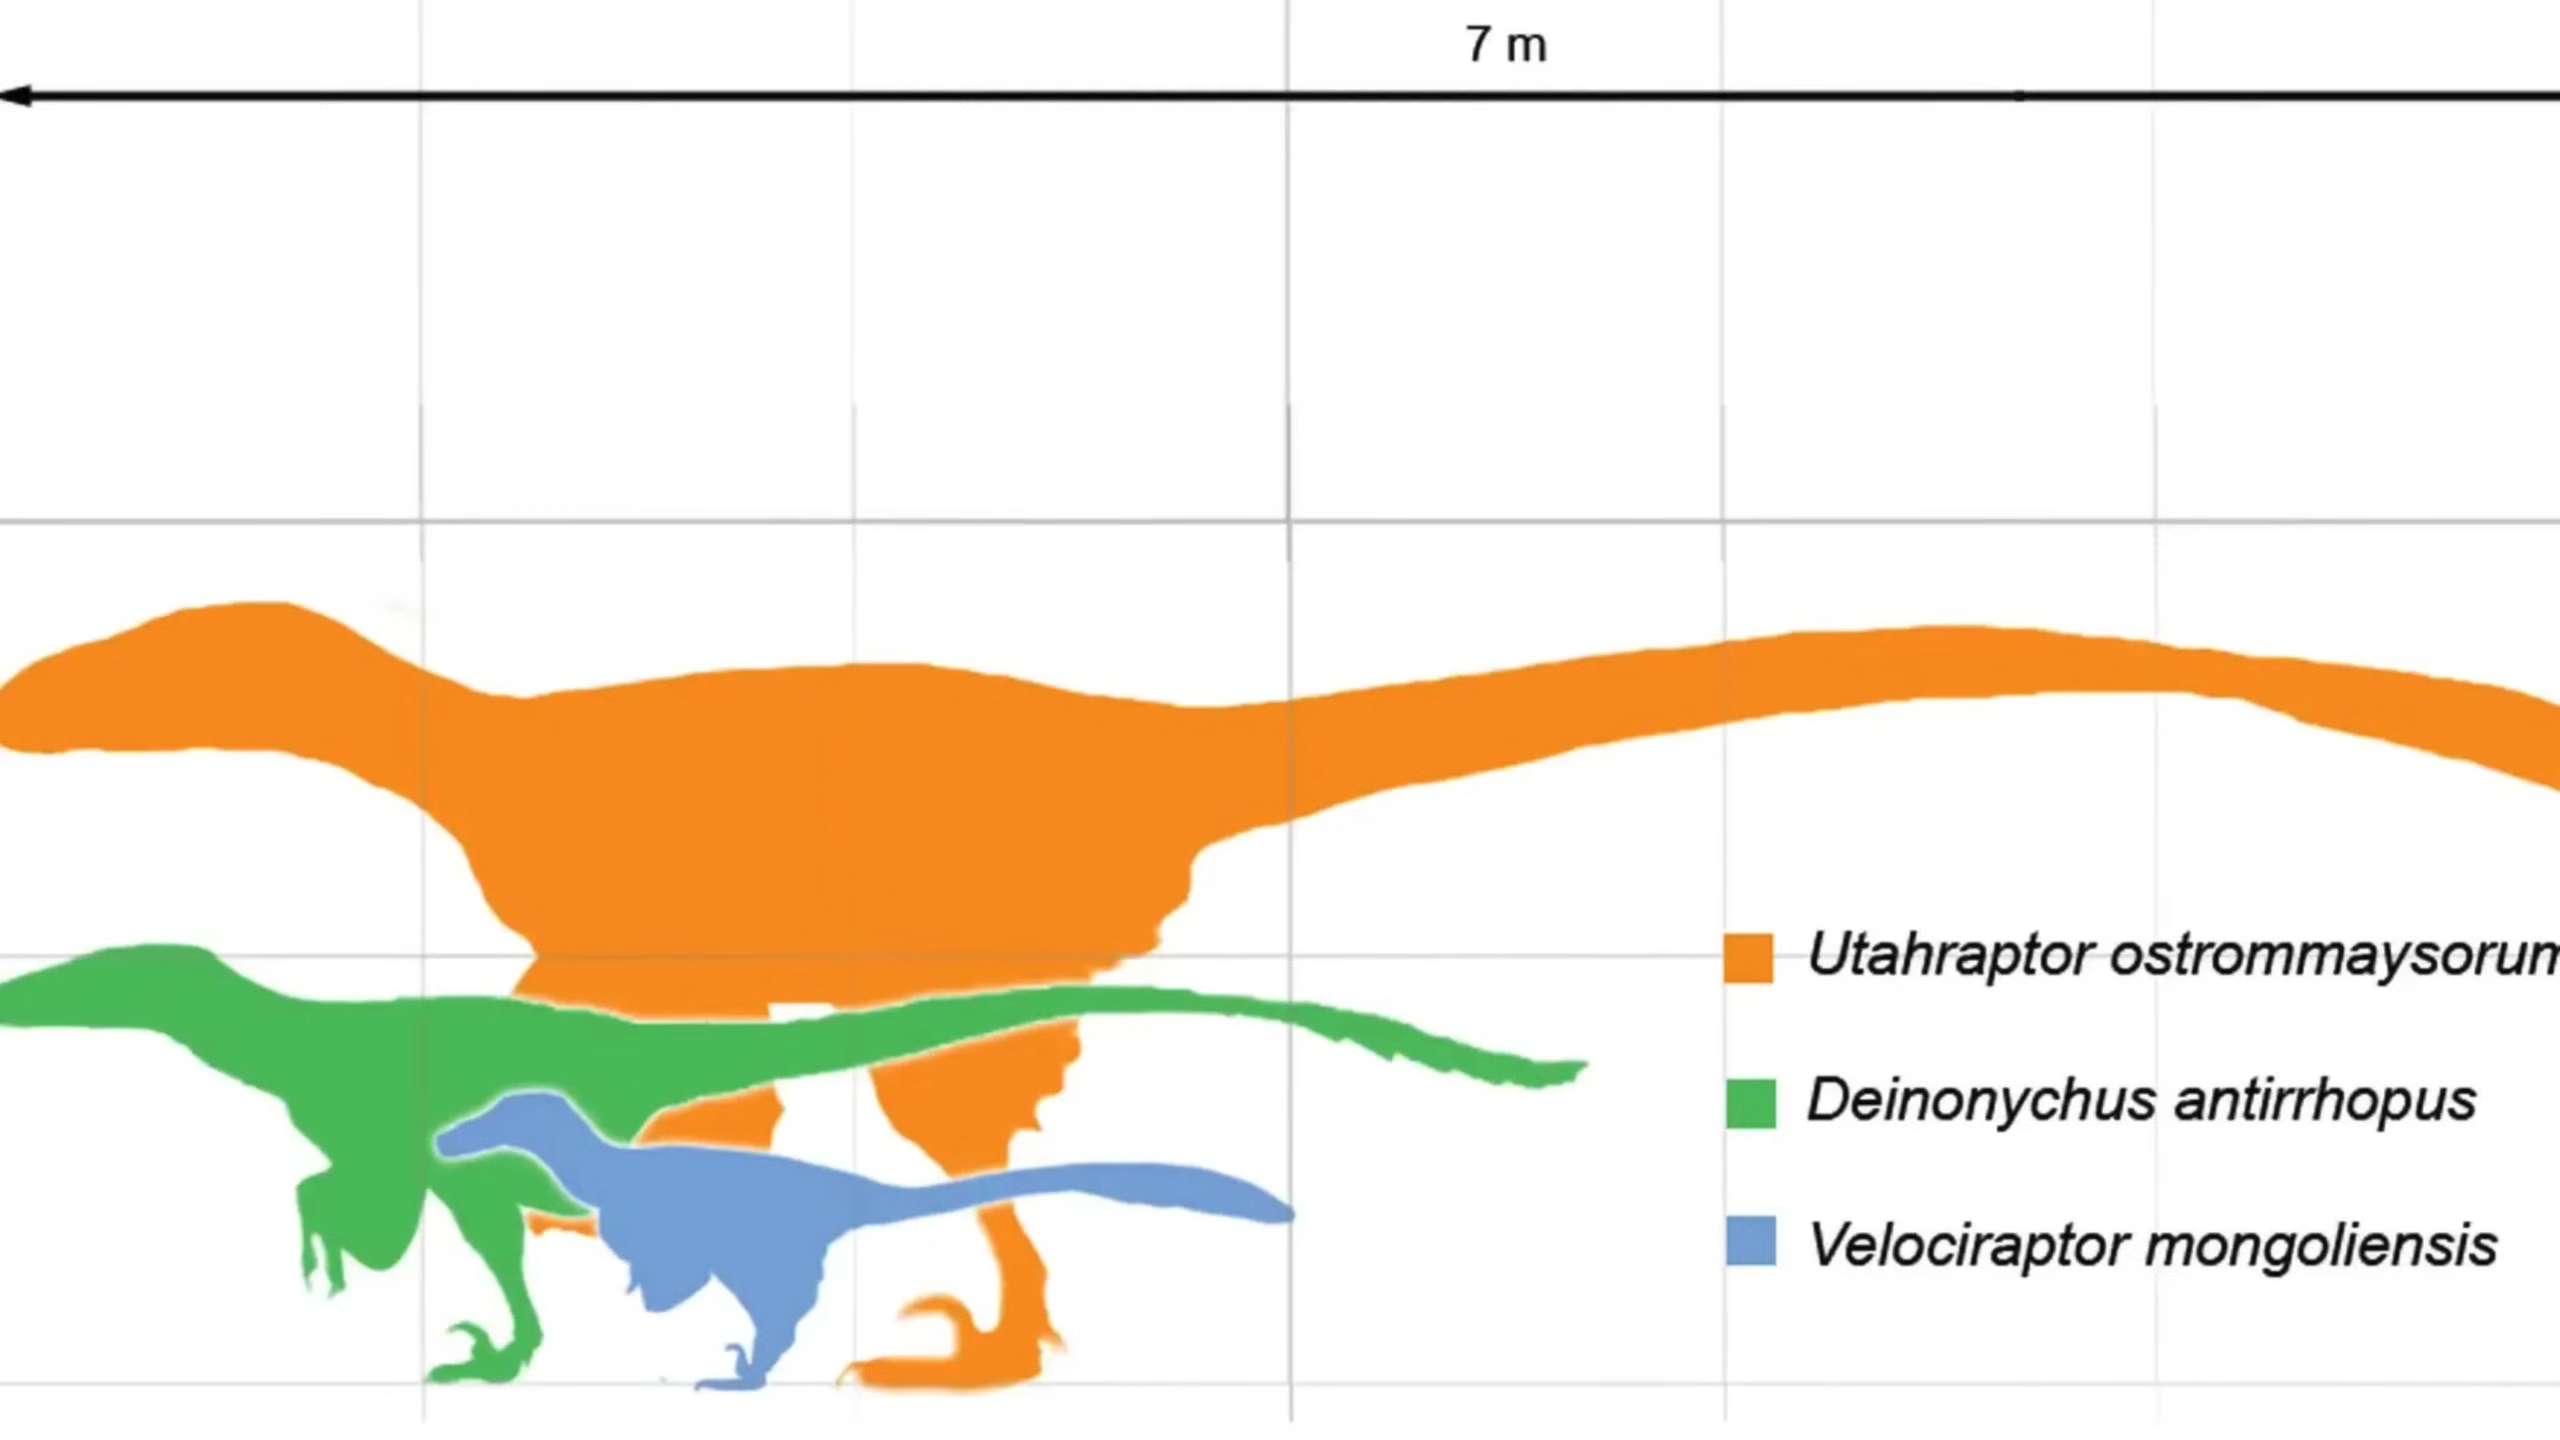 7 m
Utahraptor ostrommaysorum
Deinonychus antirrhopus
Velociraptor mongoliensis